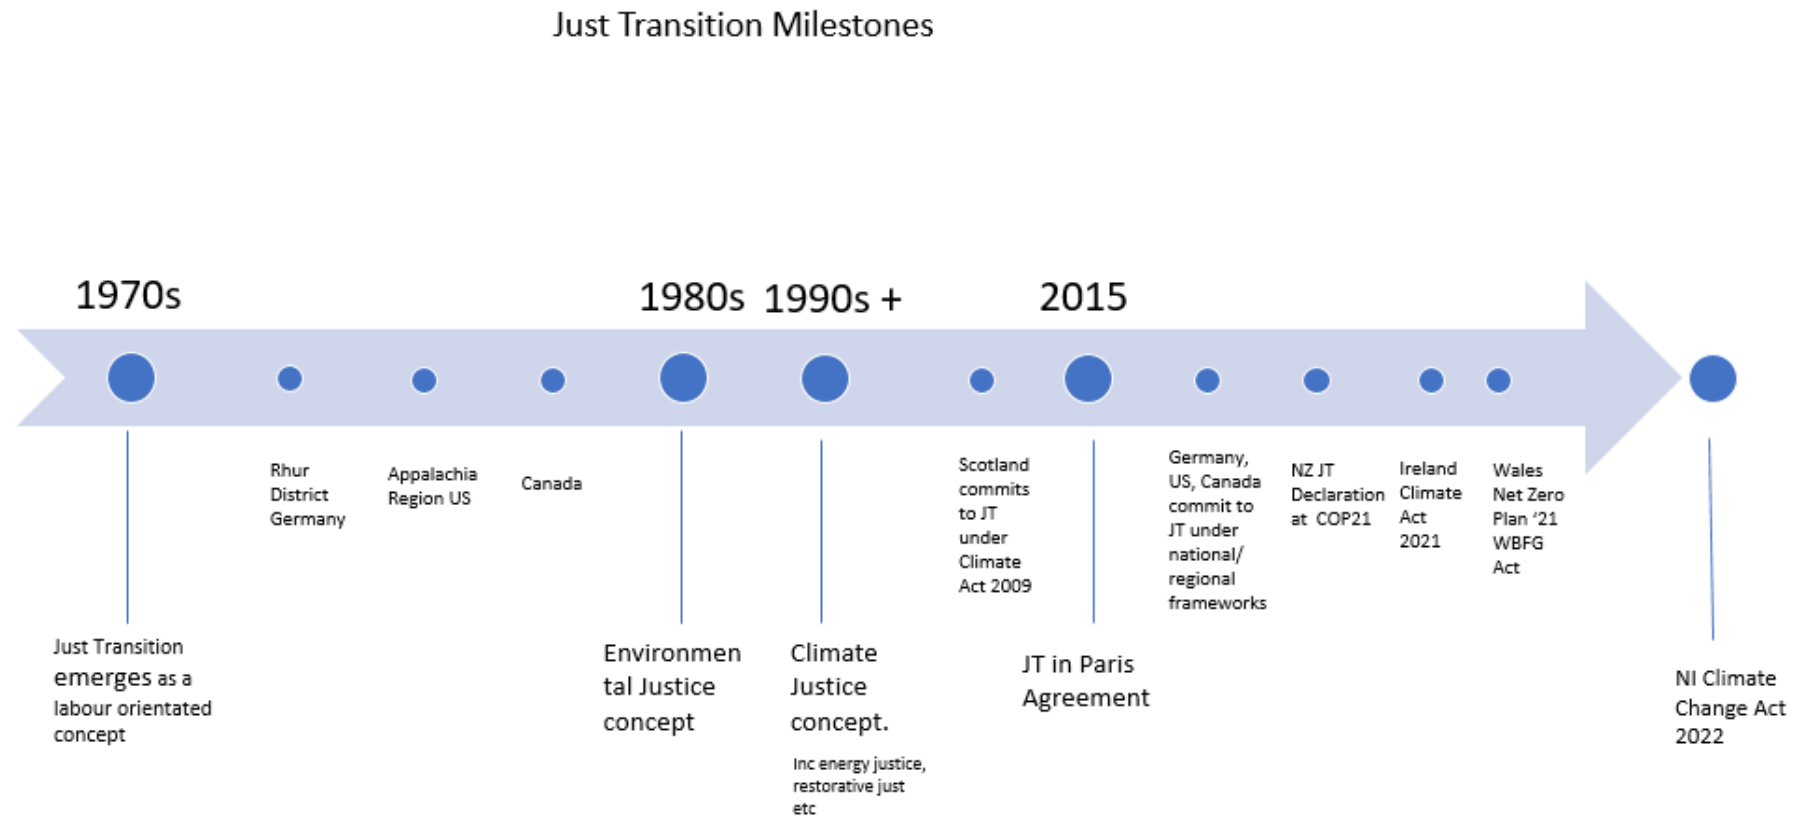 Just Transition Milestones
1970s
1980s
1990s +
2015
Rhur
District
Germany
Appalachia
Region US
Canada
Scotland
commits
to JT
under
Climate
Act 2009
Germany,
US, Canada
commit to
JT under
national/
regional
frameworks
NZ JT
Declaration
at COP21
Ireland
Climate
Act
2021
Wales
Net Zero
Plan ‘21
WBFG
Act
Just Transition
emerges as a
labour orientated
concept
Environmen
tal Justice
concept
Climate
Justice
concept.
Inc energy justice,
restorative just
etc
JT in Paris
Agreement
NI Climate
Change Act
2022